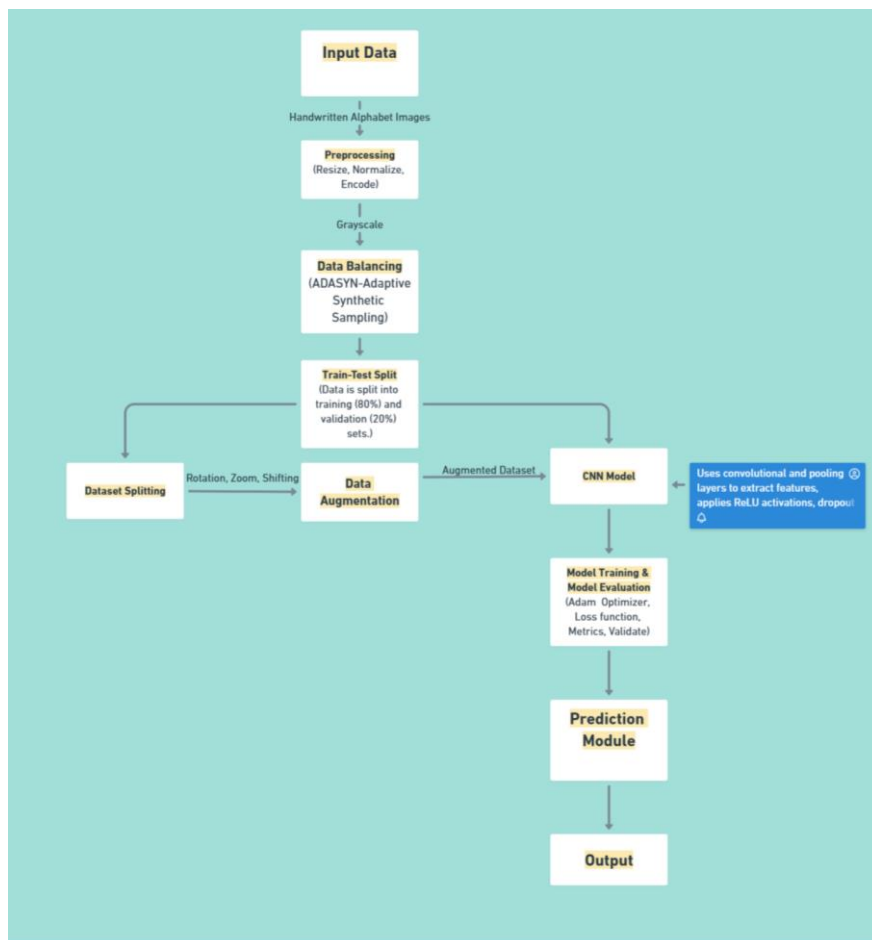 Input Data
Handwritten Alphabet Images
Preprocessing
(Resize, Normalize,
Encode)
Grayscale
Data Balancing
(ADASYN-Adaptive
Synthetic
Sampling)
Train-Test Split
(Data is split into
training (80%) and
validation (20%)
sets.)
Dataset Splitting
Rotation, Zoom, Shifting
Data
Augmentation
Augmented Dataset
CNN Model
Uses convolutional and pooling
layers to extract features,
applies ReLU activations, dropout
Model Training &
Model Evaluation
(Adam Optimizer,
Loss function,
Metrics, Validate)
Prediction
Module
Output